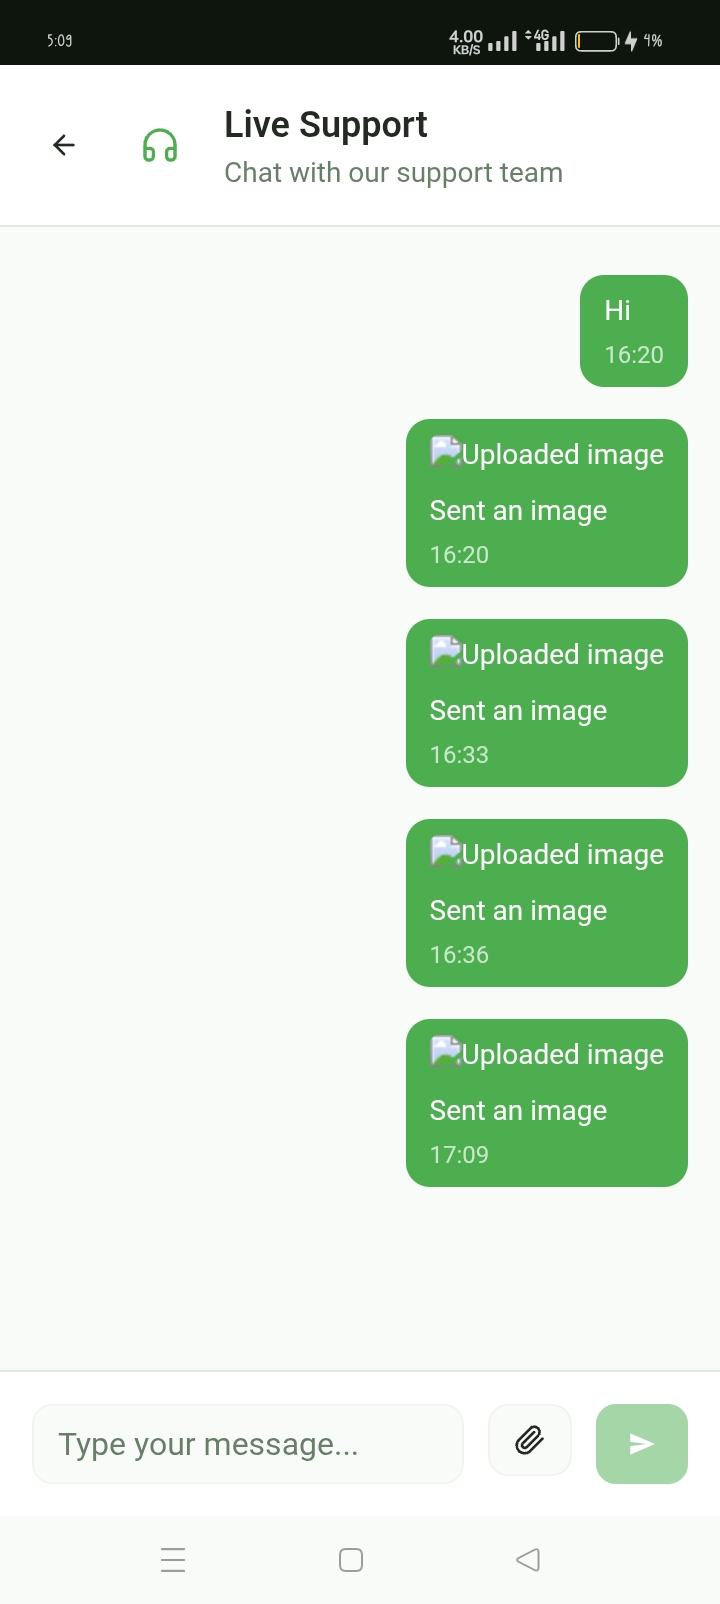 5:09
4.00
KB/S
4G
4%
Live Support
Chat with our support team
Hi
16:20
Uploaded image
Sent an image
16:20
Uploaded image
Sent an image
16:33
Uploaded image
Sent an image
16:36
Uploaded image
Sent an image
17:09
Type your message...